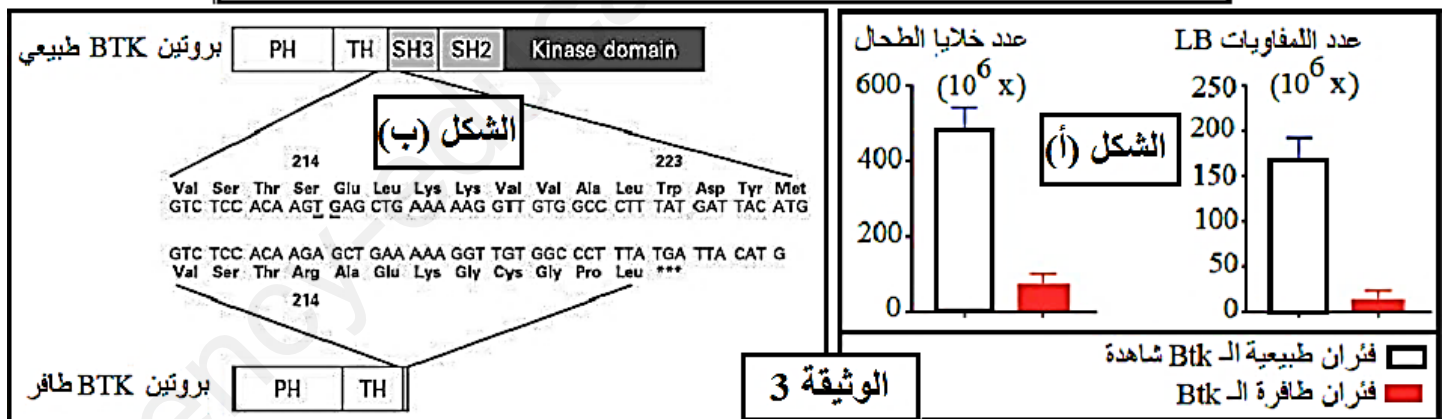 عدد خلايا الطحال
(10^6 x)
600
400
200
0
عدد اللمفاويات LB
(10^6 x)
250
200
150
100
50
0
الشكل (أ)
فئران طبيعية الـ Btk شاهدة
فئران طافرة الـ Btk
الوثيقة 3
بروتين BTK طبيعي
PH TH SH3 SH2 Kinase domain
الشكل (ب)
214 223
Val Ser Thr Ser Glu Leu Lys Lys Val Val Ala Leu Trp Asp Tyr Met
GTC TCC ACA AGT GAG CTG AAA AAG GTT GTG GCC CTT TAT GAT TAC ATG
GTC TCC ACA AGA GCT GAA AAA GGT TGT GGC CCT TTA TGA TTA CAT G
Val Ser Thr Arg Ala Glu Lys Gly Cys Gly Pro Leu ***
214
بروتين BTK طافر
PH TH